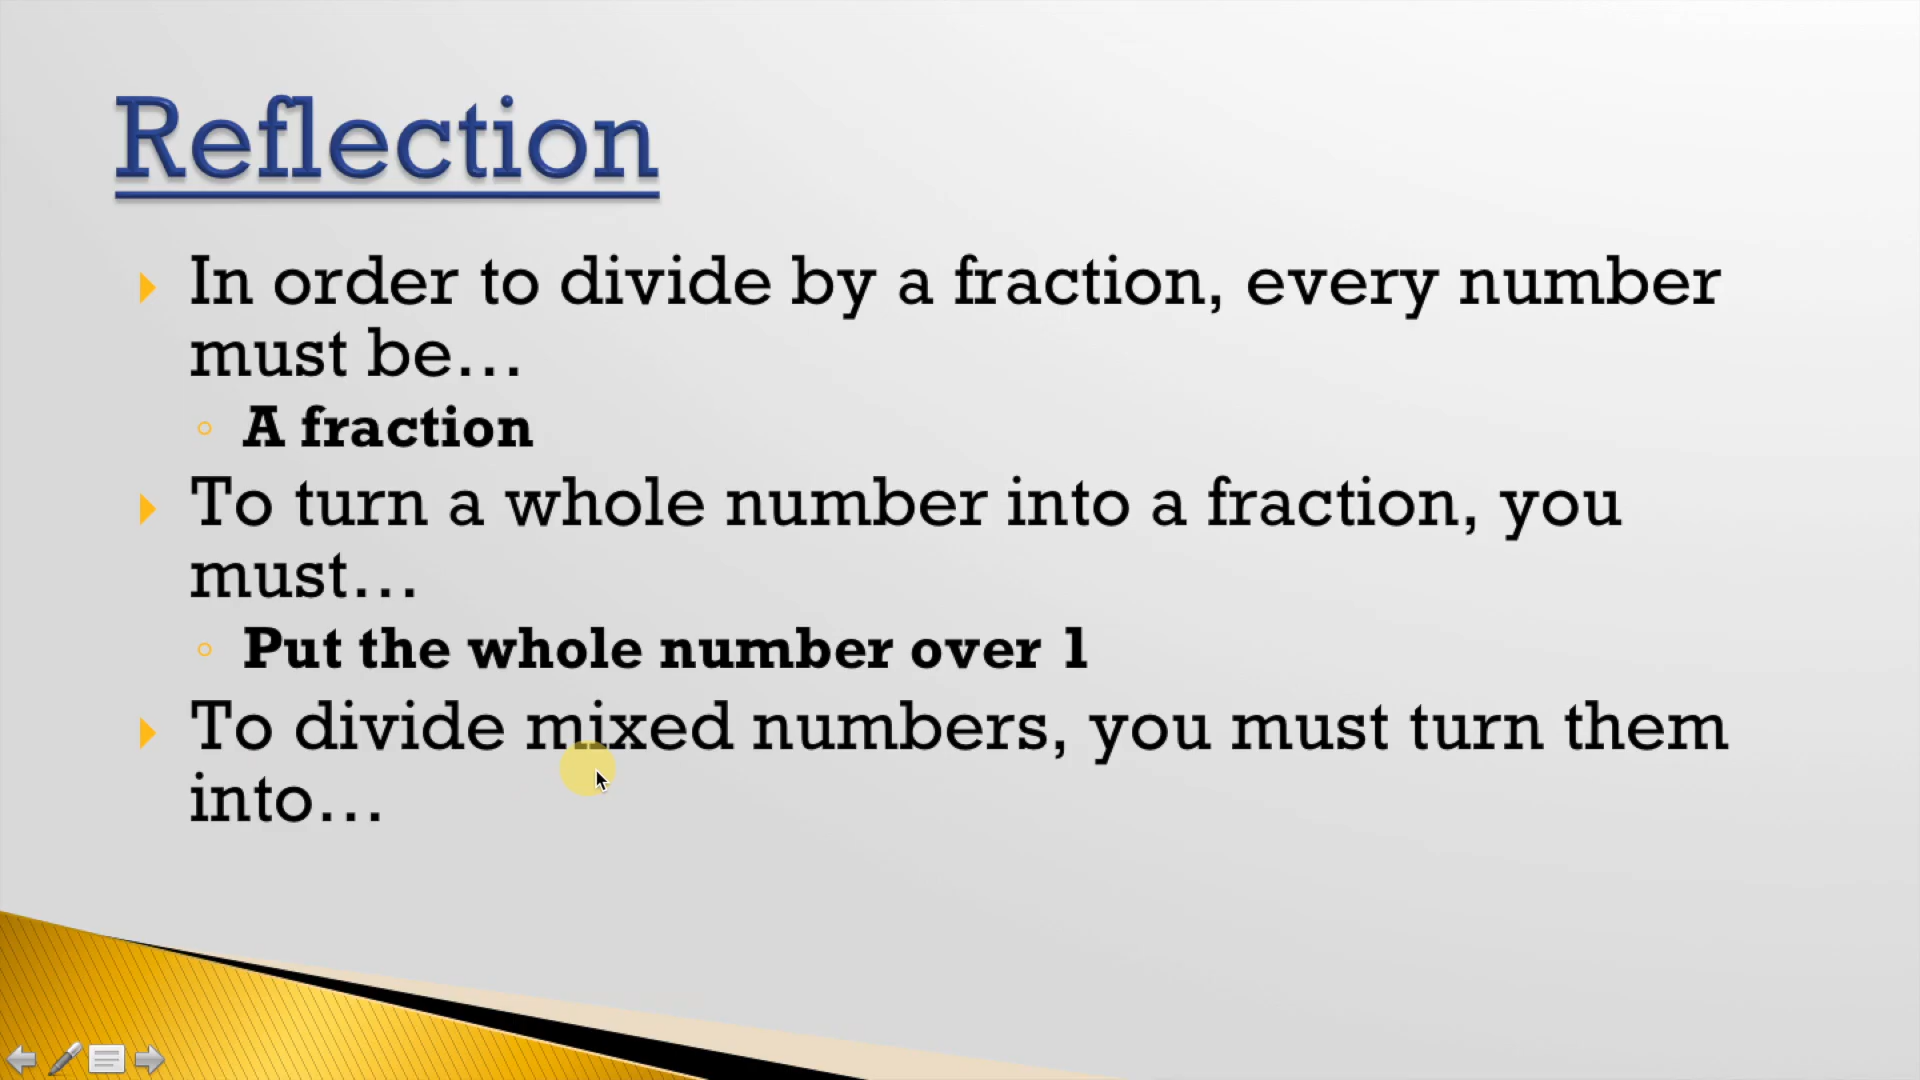 Reflection
In order to divide by a fraction, every number
must be…
A fraction
To turn a whole number into a fraction, you
must…
Put the whole number over 1
To divide mixed numbers, you must turn them
into…